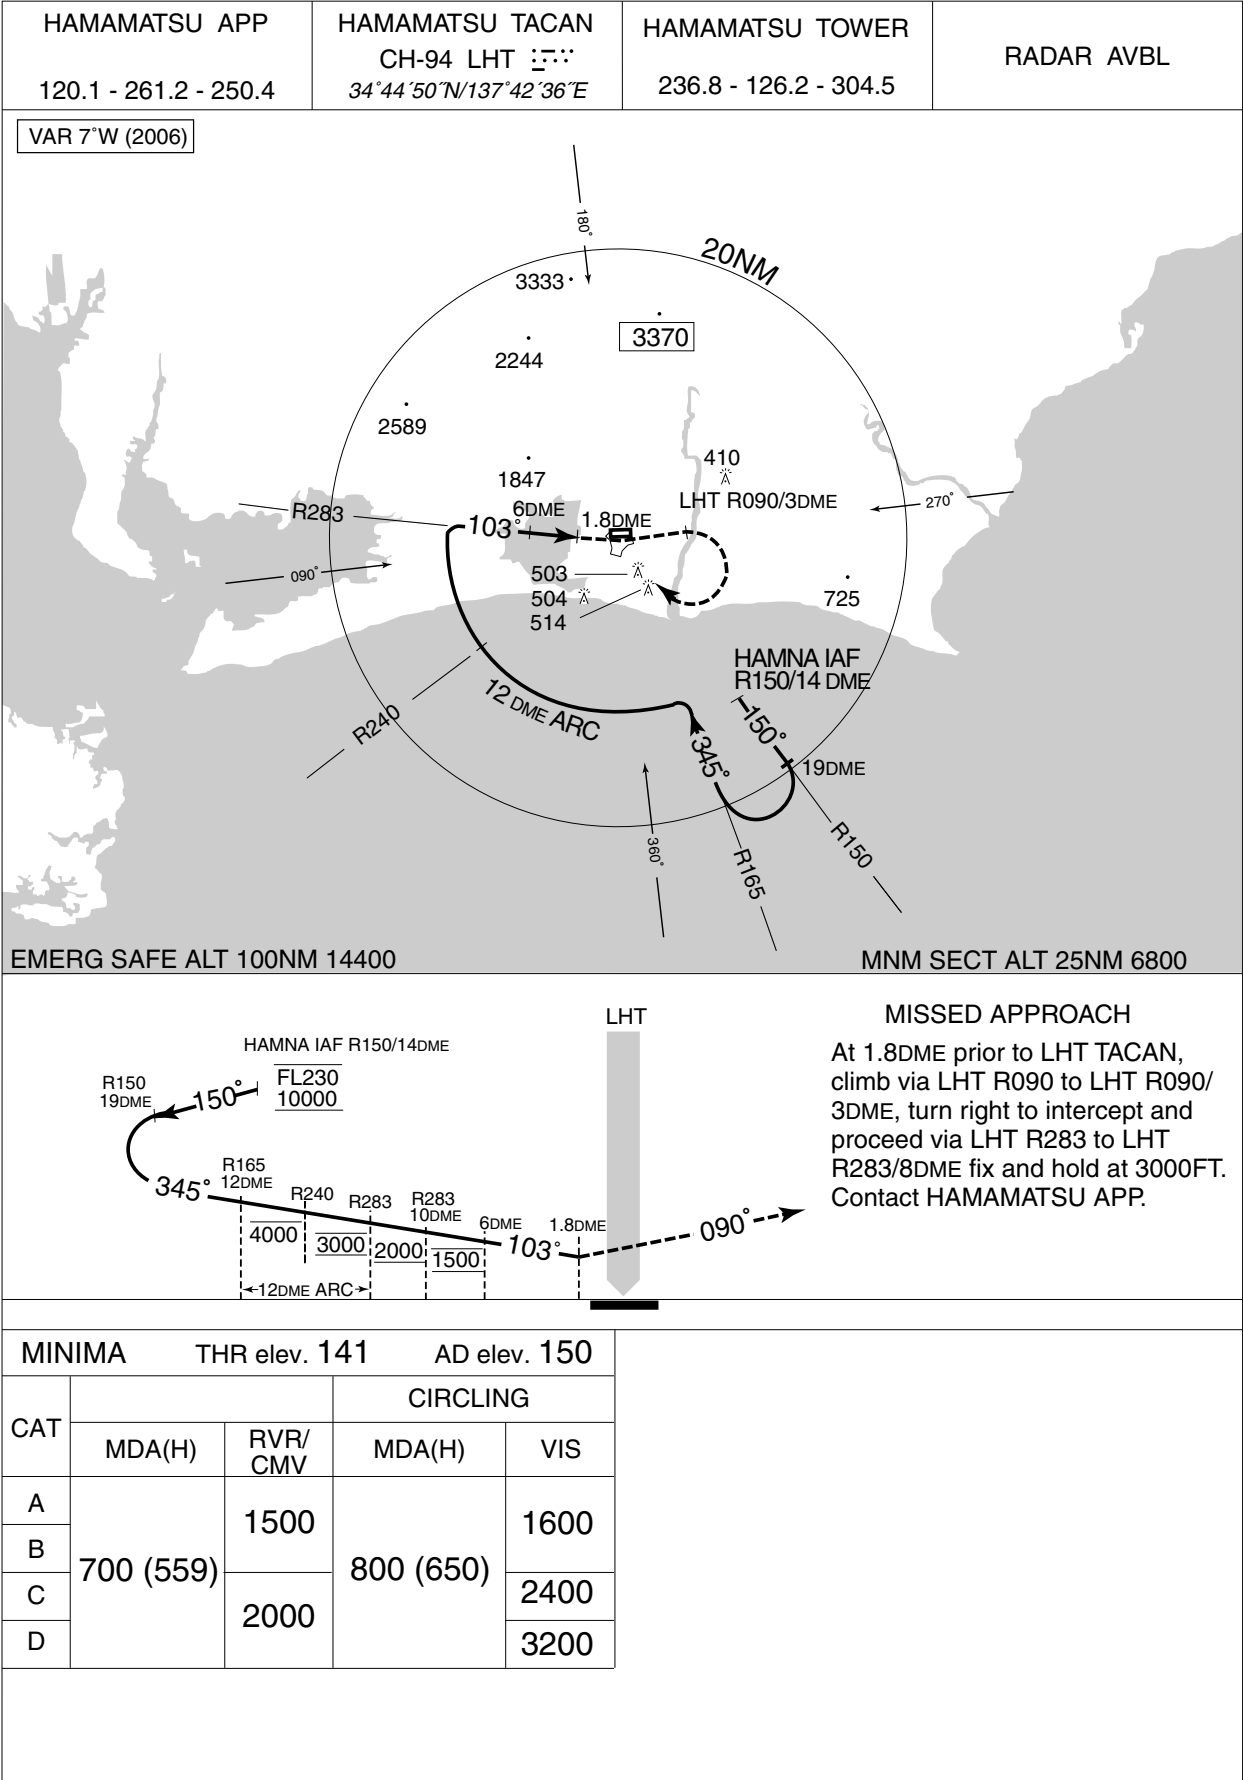 HAMAMATSU APP
120.1 - 261.2 - 250.4
HAMAMATSU TACAN
CH-94 LHT
34°44´50˝N/137°42´36˝E
HAMAMATSU TOWER
236.8 - 126.2 - 304.5
RADAR AVBL
VAR 7°W (2006)
180°
20NM
3333
3370
2244
2589
1847
410
6DME
1.8DME
LHT R090/3DME
270°
R283
103°
090°
503
504
514
725
HAMNA IAF
R150/14 DME
150°
12 DME ARC
R240
345°
19DME
360°
R165
R150
EMERG SAFE ALT 100NM 14400
MNM SECT ALT 25NM 6800
LHT
MISSED APPROACH
At 1.8DME prior to LHT TACAN,
climb via LHT R090 to LHT R090/
3DME, turn right to intercept and
proceed via LHT R283 to LHT
R283/8DME fix and hold at 3000FT.
Contact HAMAMATSU APP.
HAMNA IAF R150/14DME
FL230
10000
R150
19DME
150°
345°
R165
12DME
R240
R283
R283
10DME
6DME
1.8DME
4000
3000
2000
1500
103°
090°
12DME ARC
MINIMA THR elev. 141 AD elev. 150
CAT
CIRCLING
MDA(H)
RVR/
CMV
MDA(H)
VIS
A
B
C
D
700 (559)
1500
2000
800 (650)
1600
2400
3200